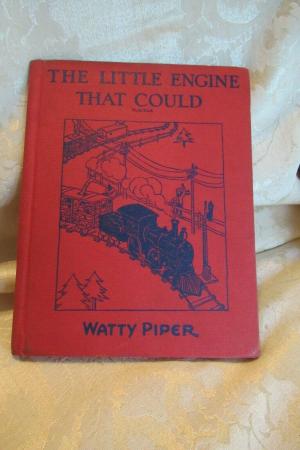 THE LITTLE ENGINE
THAT COULD
WATTY PIPER